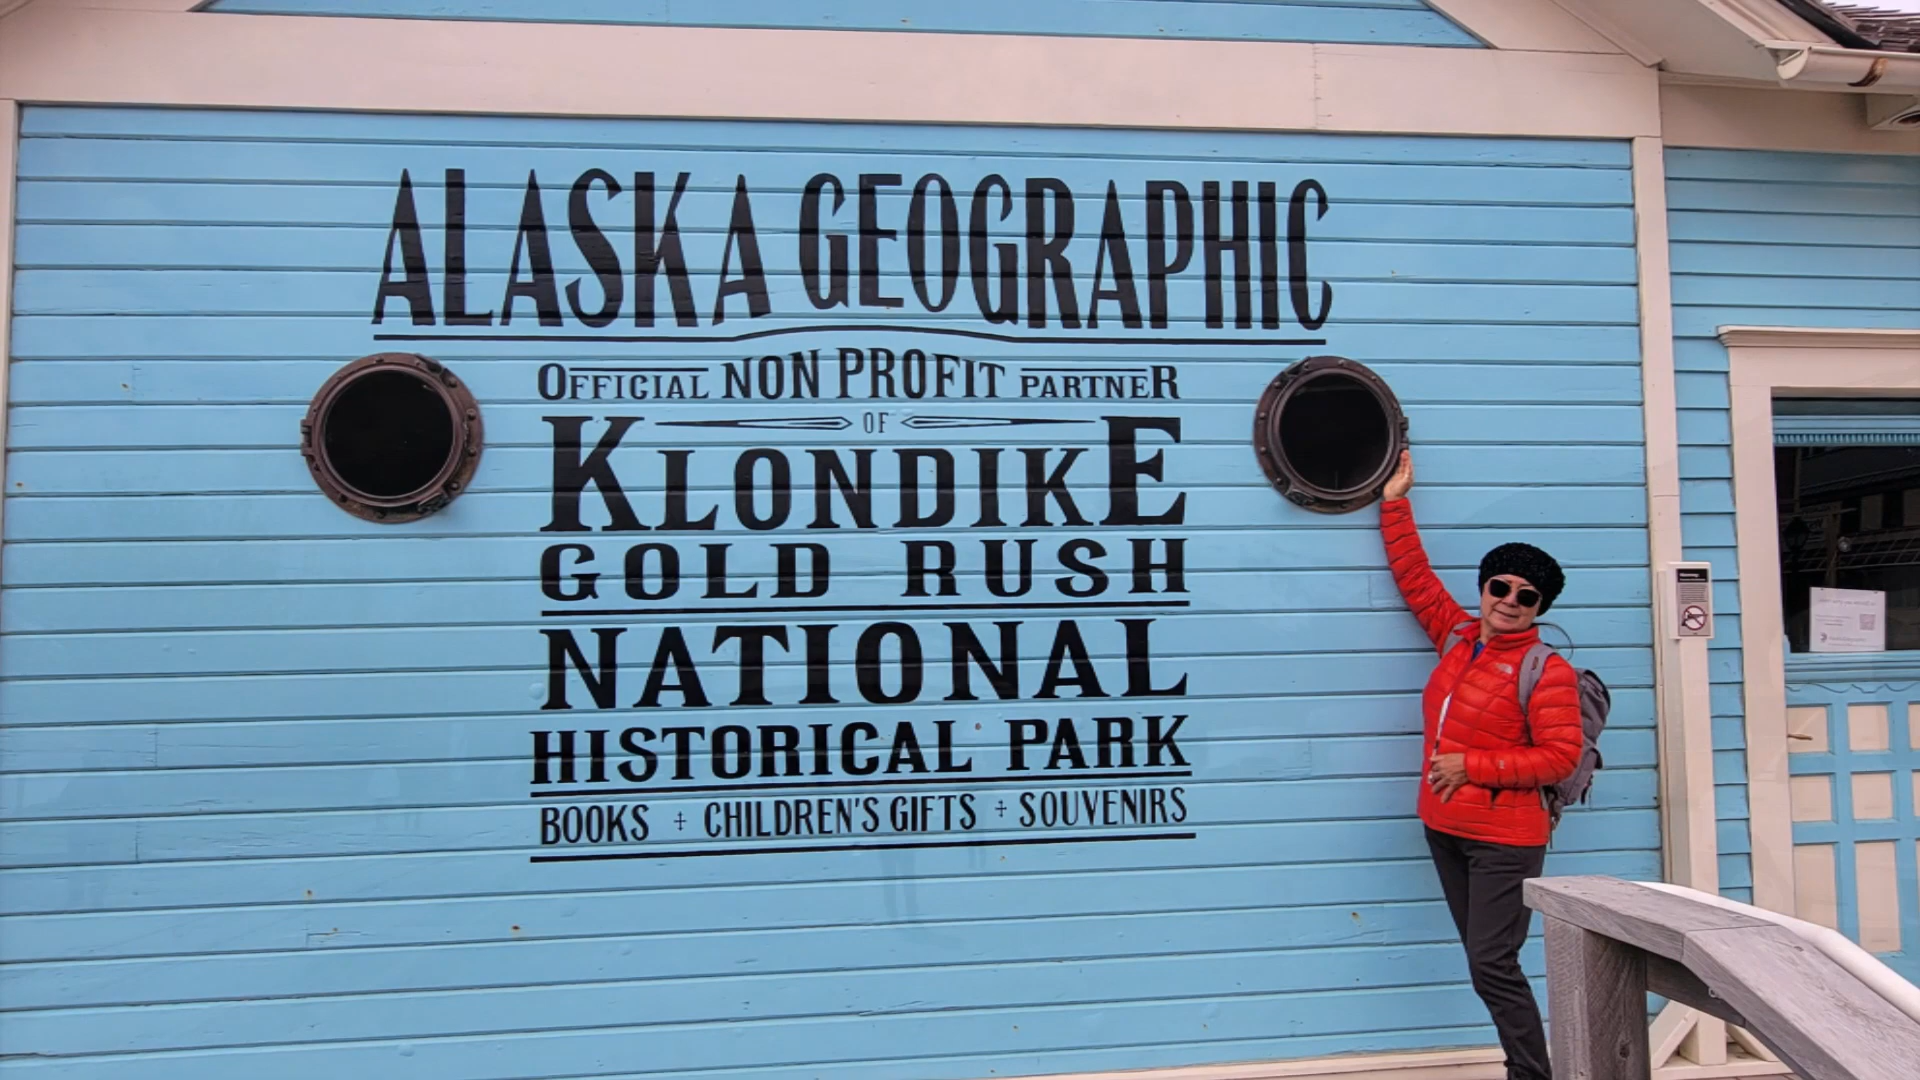 ALASKA GEOGRAPHIC
OFFICIAL NON PROFIT PARTNER
OF
KLONDIKE
GOLD RUSH
NATIONAL
HISTORICAL PARK
BOOKS + CHILDREN'S GIFTS + SOUVENIRS